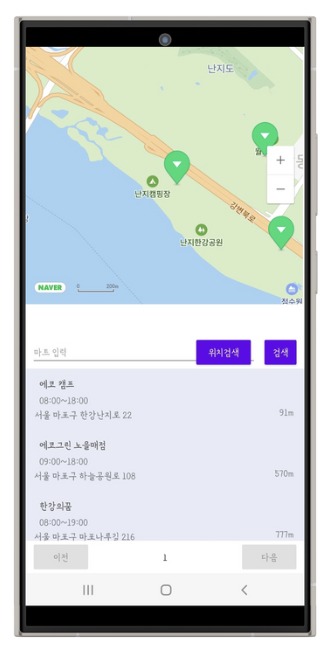 난지도
난지캠핑장
강변북로
난지한강공원
NAVER
정수원
마트 입력
위치검색
검색
에코 캠프
08:00~18:00
서울 마포구 한강난지로 22
91m
에코그린 노을매점
09:00~18:00
서울 마포구 하늘공원로 108
570m
한강의꿈
08:00~19:00
서울 마포구 마포나루길 216
777m
이전
1
다음